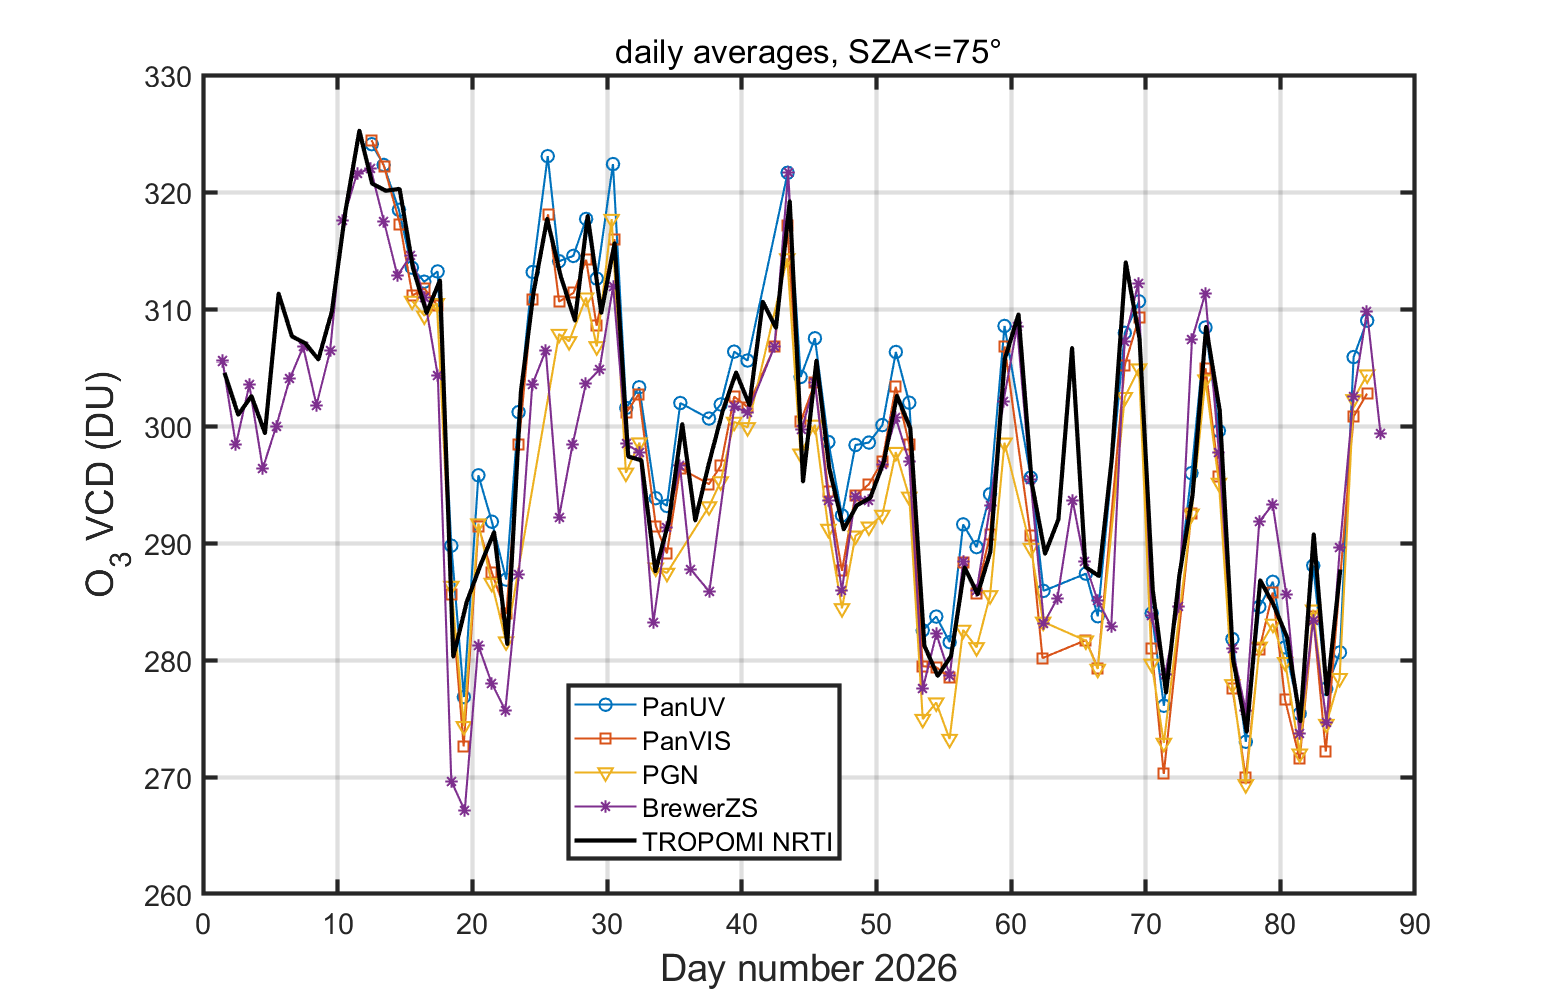 daily averages, SZA<=75°
330
320
310
300
290
280
270
260
O3 VCD (DU)
PanUV
PanVIS
PGN
BrewerZS
TROPOMI NRTI
0 10 20 30 40 50 60 70 80 90
Day number 2026